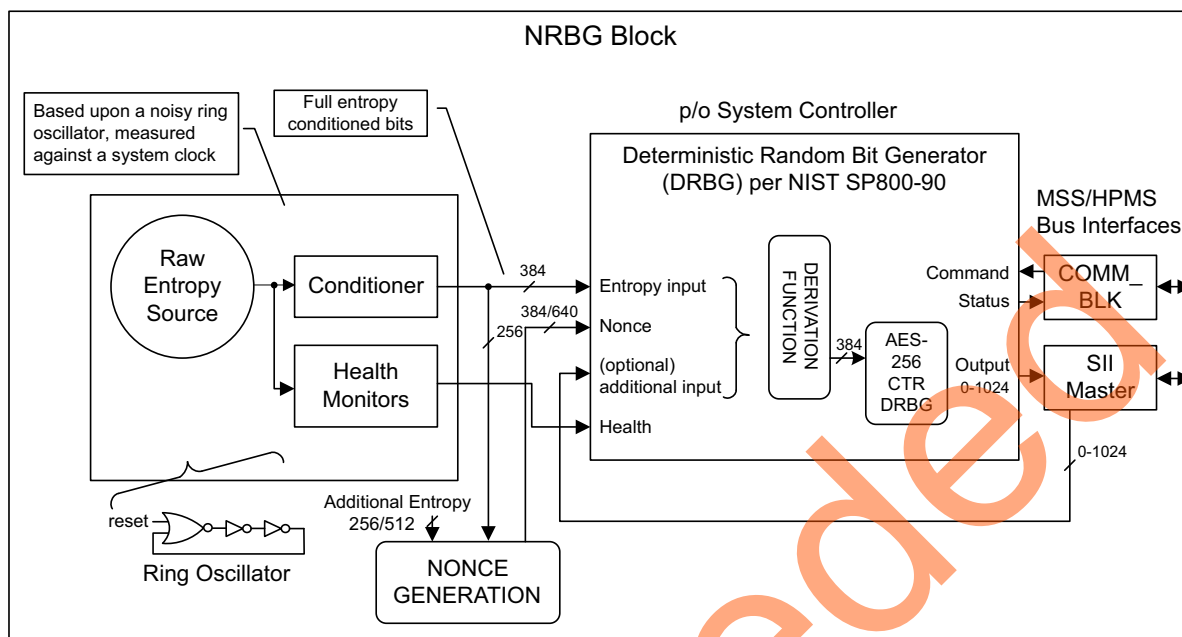 NRBG Block
Based upon a noisy ring
oscillator, measured
against a system clock
Full entropy
conditioned bits
p/o System Controller
Deterministic Random Bit Generator
(DRBG) per NIST SP800-90
MSS/HPMS
Bus Interfaces
Raw
Entropy
Source
Conditioner
Health
Monitors
384
384/640
256
Entropy input
Nonce
(optional)
additional input
Health
DERIVATION
FUNCTION
384
AES-
256
CTR
DRBG
Command
Status
Output
0-1024
COMM_
BLK
SII
Master
0-1024
reset
Ring Oscillator
Additional Entropy
256/512
NONCE
GENERATION
ded